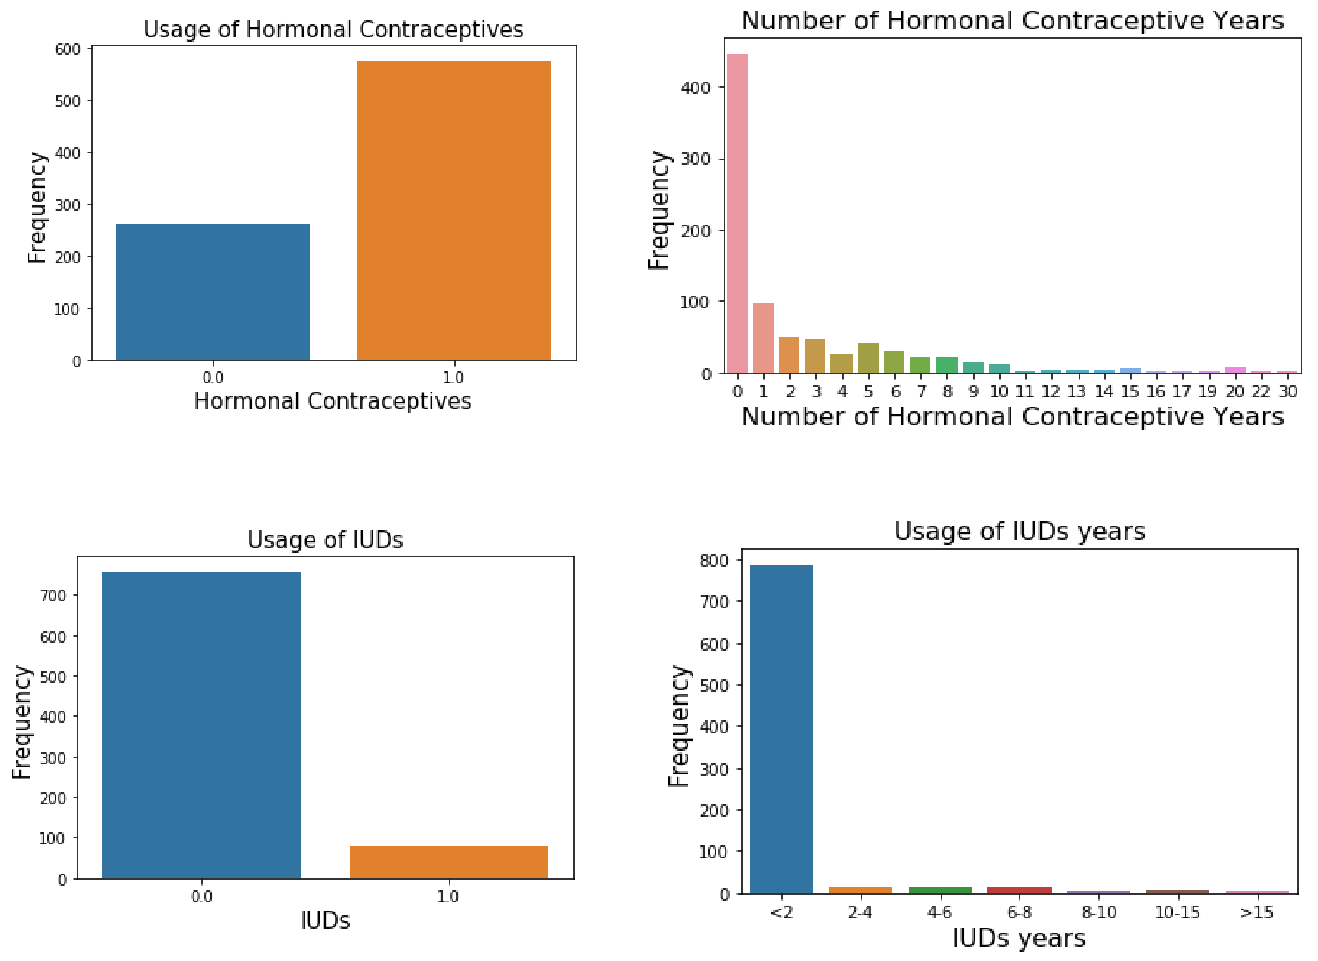 Usage of Hormonal Contraceptives
600
500
400
300
200
100
0
Frequency
0.0 1.0
Hormonal Contraceptives
Number of Hormonal Contraceptive Years
400
300
200
100
0
Frequency
0 1 2 3 4 5 6 7 8 9 10 11 12 13 14 15 16 17 19 20 22 30
Number of Hormonal Contraceptive Years
Usage of IUDs
700
600
500
400
300
200
100
0
Frequency
0.0 1.0
IUDs
Usage of IUDs years
800
700
600
500
400
300
200
100
0
Frequency
<2 2-4 4-6 6-8 8-10 10-15 >15
IUDs years